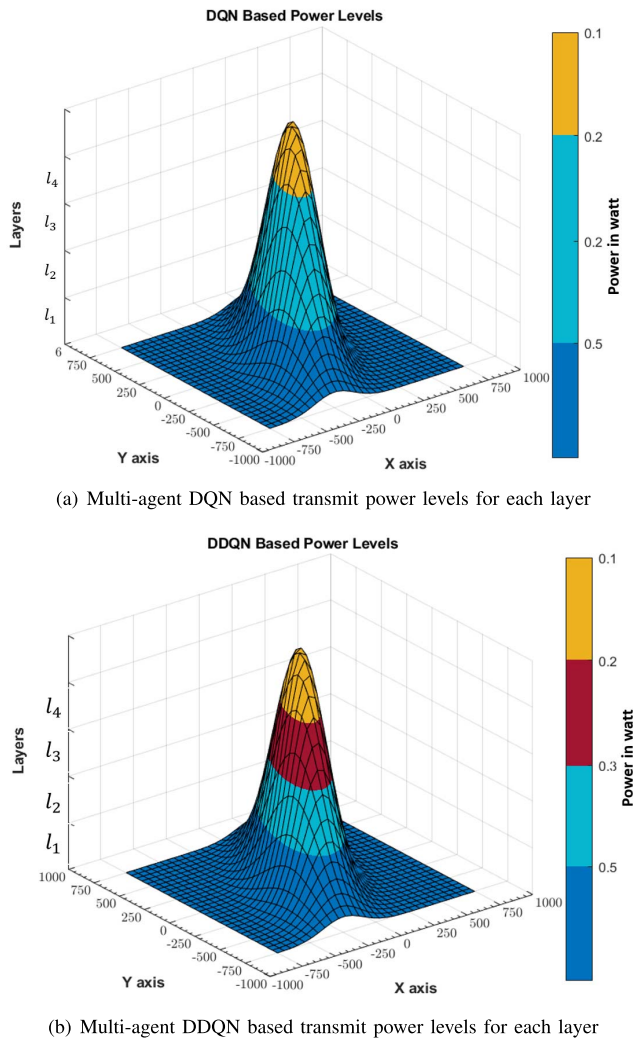 DQN Based Power Levels
0.1
0.2
0.2
0.5
Power in watt
Layers
l4
l3
l2
l1
6
750
500
250
0
-250
-500
-750
-1000
Y axis
-1000
-750
-500
-250
0
250
500
750
1000
X axis
(a) Multi-agent DQN based transmit power levels for each layer
DDQN Based Power Levels
0.1
0.2
0.3
0.5
Power in watt
Layers
l4
l3
l2
l1
1000
750
500
250
0
-250
-500
-750
-1000
Y axis
-1000
-750
-500
-250
0
250
500
750
1000
X axis
(b) Multi-agent DDQN based transmit power levels for each layer